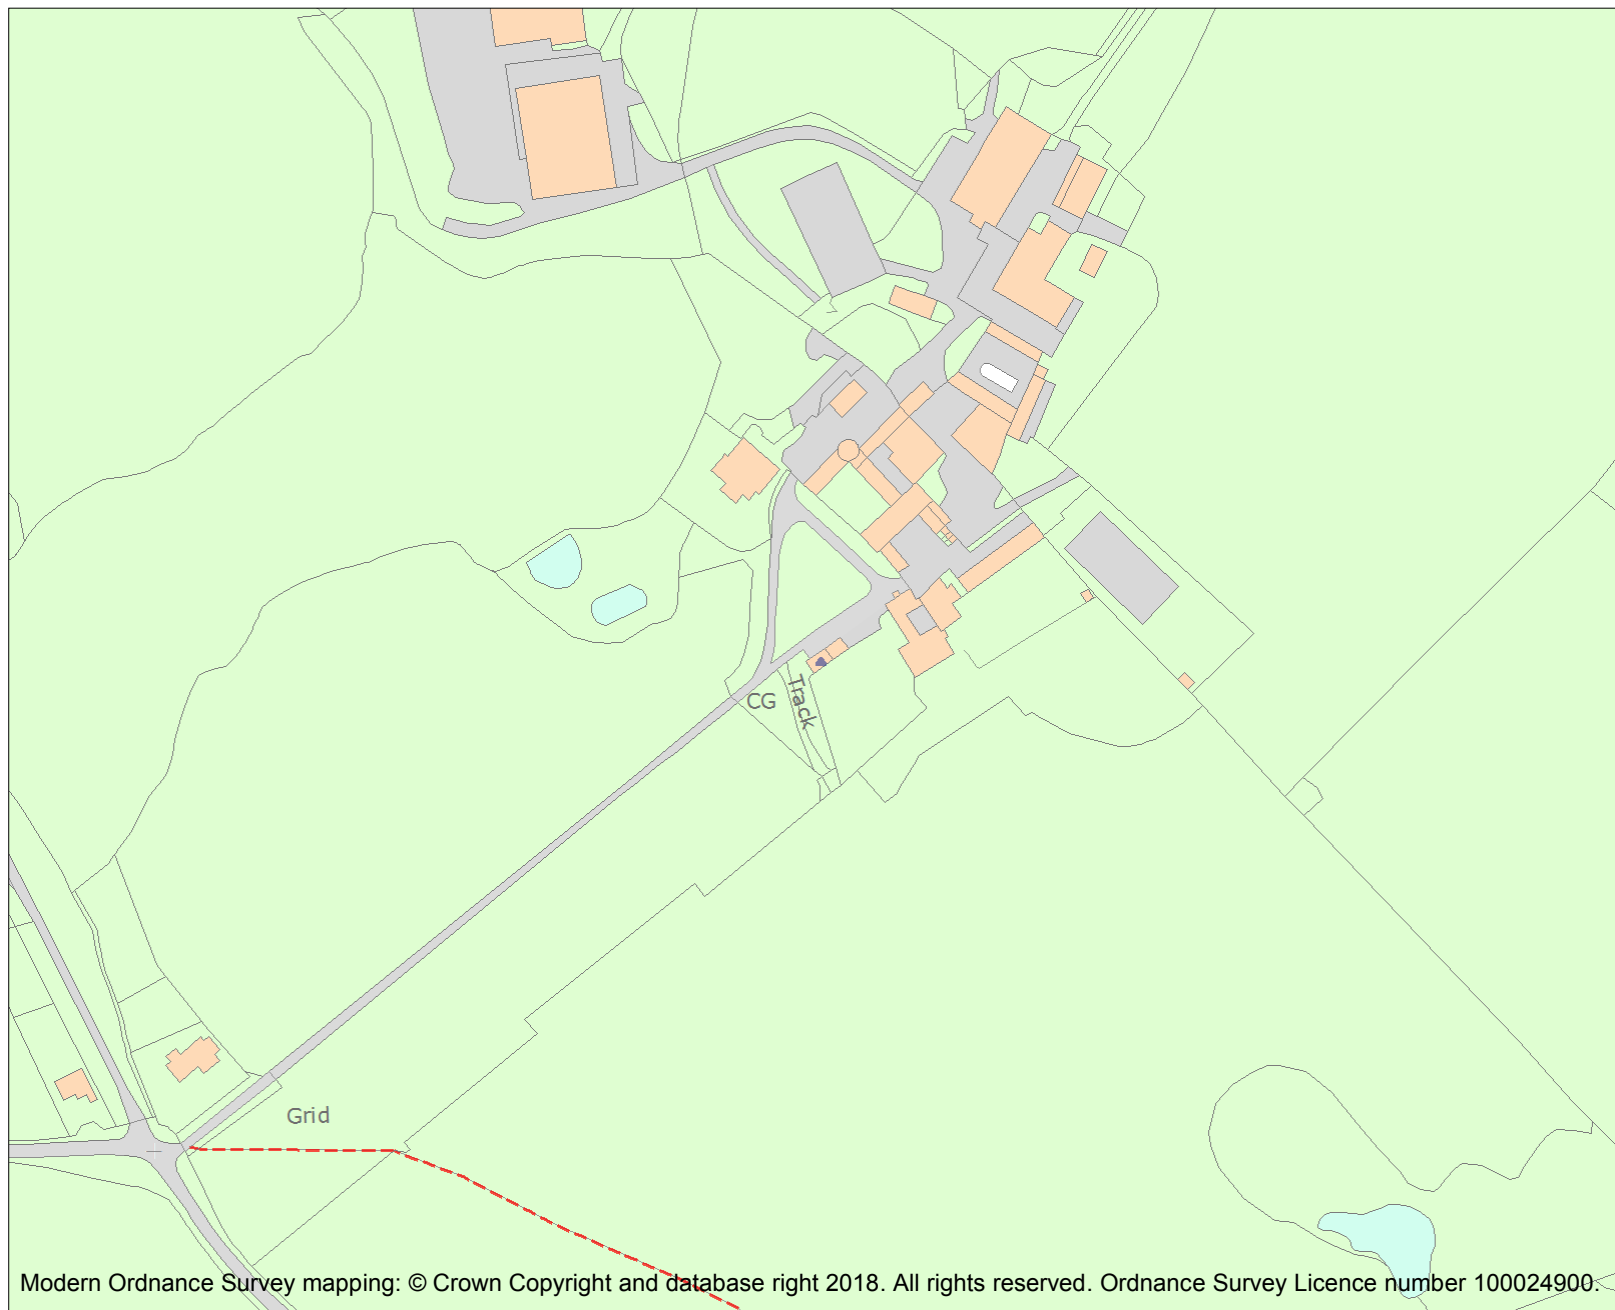 CG
Track
Grid
Modern Ordnance Survey mapping: © Crown Copyright and database right 2018. All rights reserved. Ordnance Survey Licence number 100024900.